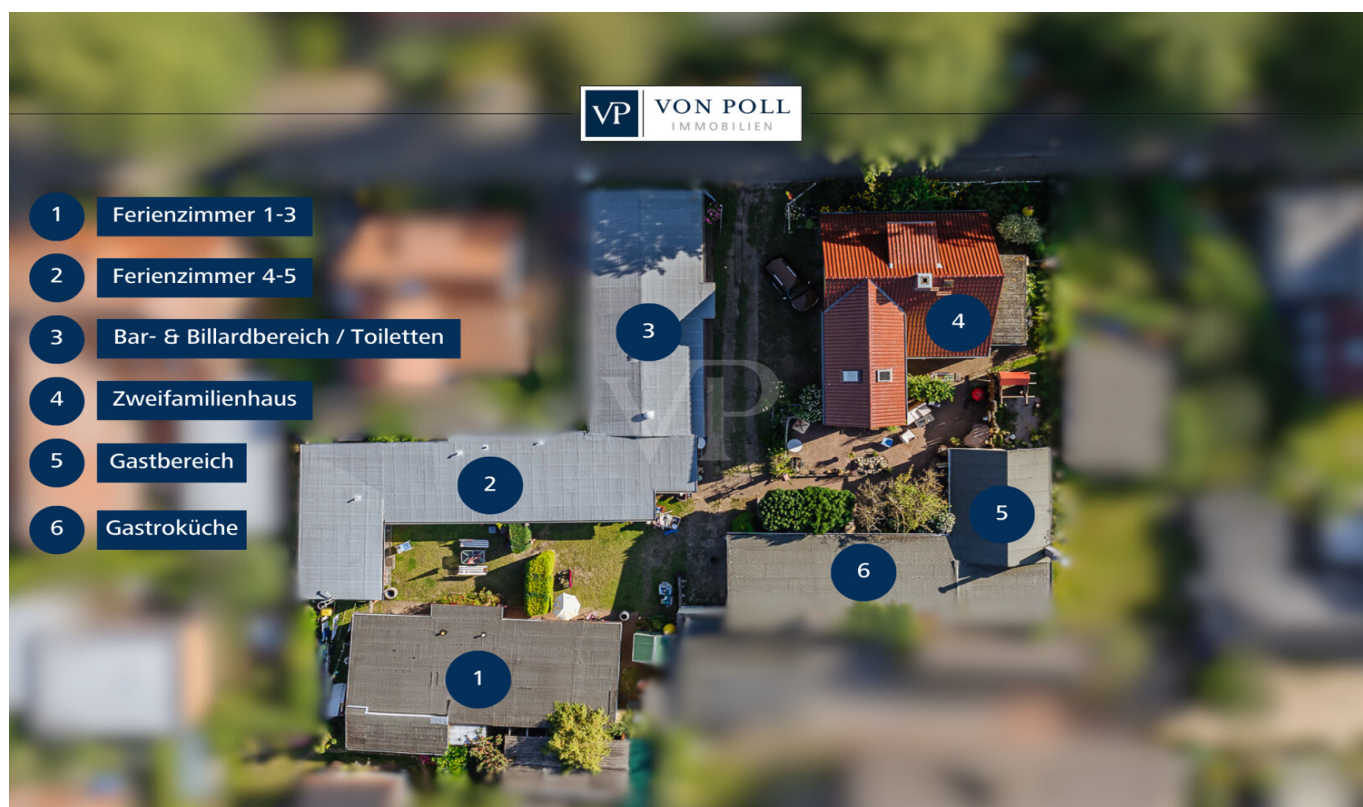 VP VON POLL
IMMOBILIEN
1 Ferienzimmer 1-3
2 Ferienzimmer 4-5
3 Bar- & Billardbereich / Toiletten
4 Zweifamilienhaus
5 Gastbereich
6 Gastroküche
3
4
VP
2
5
6
1